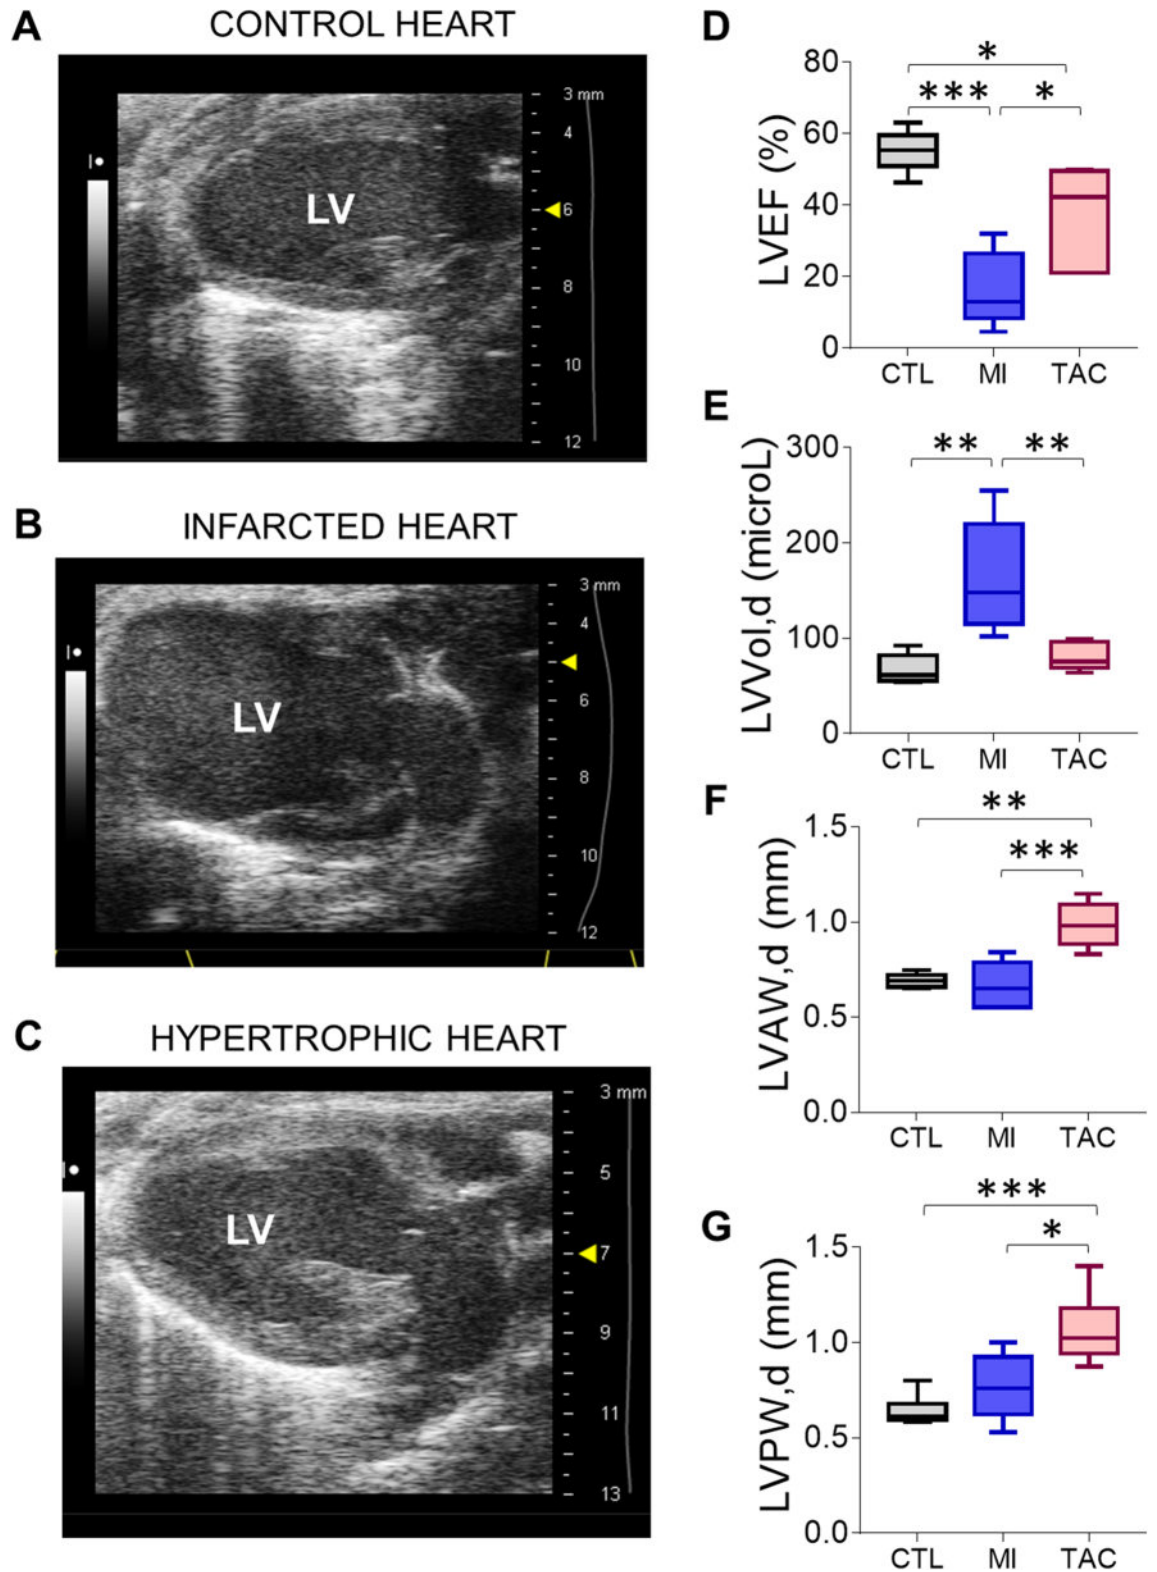 A CONTROL HEART
3 mm
4
LV
6
8
10
12
B INFARCTED HEART
3 mm
4
6
LV
8
10
12
C HYPERTROPHIC HEART
3 mm
5
LV
7
9
11
13
D
LVEF (%)
80
60
40
20
0
*
*** *
CTL MI TAC
E
LVVol,d (microL)
300
200
100
0
** **
CTL MI TAC
F
LVAW,d (mm)
1.5
1.0
0.5
0.0
**
***
CTL MI TAC
G
LVPW,d (mm)
1.5
1.0
0.5
0.0
***
*
CTL MI TAC